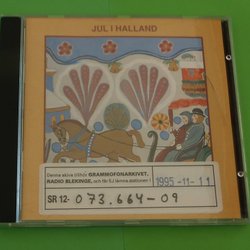 JUL I HALLAND
Denna skiva tillhör GRAMMOFONARKIVET,
RADIO BLEKINGE, och får EJ lämna stationen !
1995 -11- 11
SR 12- 073.664-09